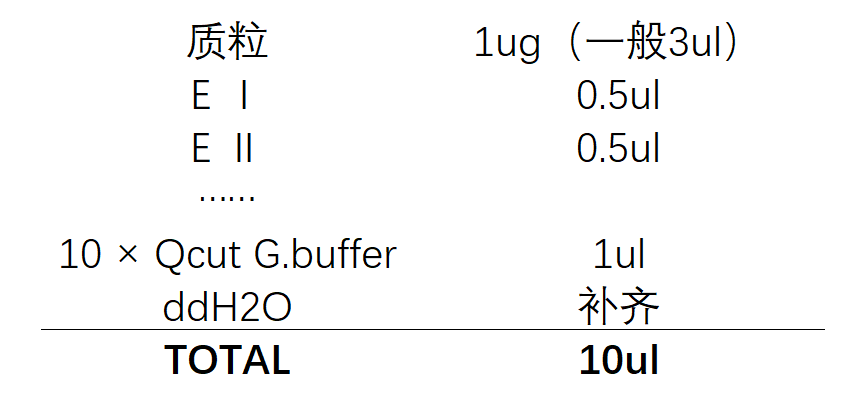 质粒 1ug（一般3ul）
E I 0.5ul
E II 0.5ul
……
10 × Qcut G.buffer 1ul
ddH2O 补齐
TOTAL 10ul